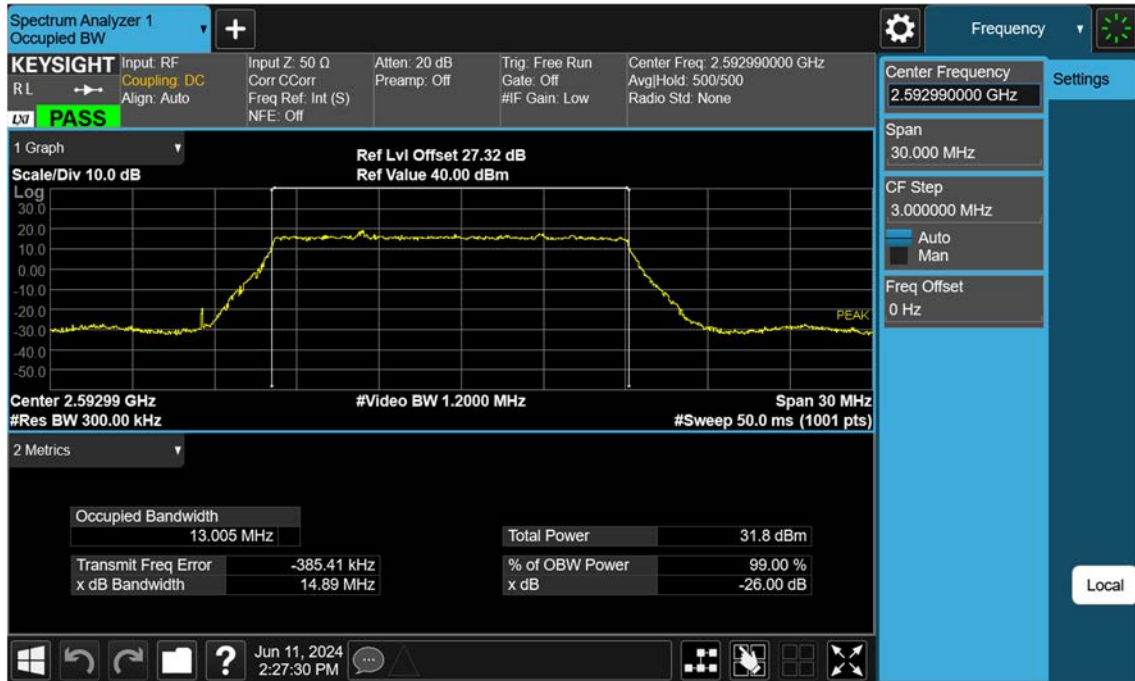 Spectrum Analyzer 1
Occupied BW
Frequency
KEYSIGHT
R L
LXI
PASS
Input: RF
Coupling: DC
Align: Auto
Input Z: 50 Ω
Corr CCorr
Freq Ref: Int (S)
NFE: Off
Atten: 20 dB
Preamp: Off
Trig: Free Run
Gate: Off
#IF Gain: Low
Center Freq: 2.592990000 GHz
Avg|Hold: 500/500
Radio Std: None
Center Frequency
2.592990000 GHz
Settings
Span
30.000 MHz
CF Step
3.000000 MHz
Auto
Man
Freq Offset
0 Hz
1 Graph
Scale/Div 10.0 dB
Ref Lvl Offset 27.32 dB
Ref Value 40.00 dBm
Log
30.0
20.0
10.0
0.00
-10.0
-20.0
-30.0
-40.0
-50.0
PEAK
Center 2.59299 GHz
#Video BW 1.2000 MHz
Span 30 MHz
#Res BW 300.00 kHz
#Sweep 50.0 ms (1001 pts)
2 Metrics
Occupied Bandwidth
13.005 MHz
Total Power 31.8 dBm
Transmit Freq Error -385.41 kHz
% of OBW Power 99.00 %
x dB Bandwidth 14.89 MHz
x dB -26.00 dB
Local
?
Jun 11, 2024
2:27:30 PM